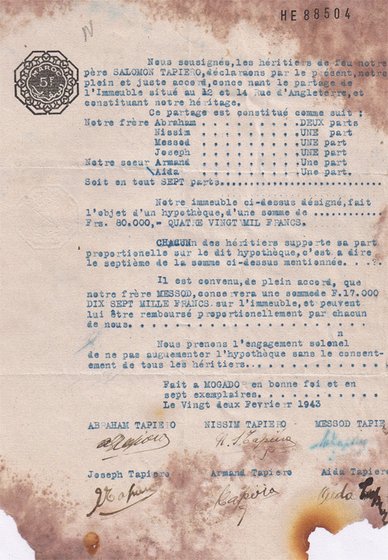 HE 88504
Nous sousignés, les héritiers de feu notre
père SALOMON TAPIERO, déclarons par le présent, notre
plein et juste accord, concernant le partage de
l'Immeuble situé au 12 et 14 Rue d'Angleterre, et
constituant notre héritage.
Ce partage est constitué comme suit :
Notre frère Abraham . . . . . . . . . . . DEUX parts
Nissim . . . . . . . . . . . UNE part
Messod . . . . . . . . . . . UNE part
Joseph . . . . . . . . . . . UNE Part
Notre soeur Armand . . . . . . . . . . . Une part
Aida . . . . . . . . . . . Une part.
Soit en tout SEPT parts. . . . . . . . . . . . . . .
Notre immeuble ci-dessus désigné, fait
l'objet d'un hypothèque, d'une somme de . . . . . . . .
Frs. 80.000,- QUATRE VINGT MIL FRANCS.
CHACUN des héritiers supporte sa part
proportionelle sur le dit hypothèque, c'est a dire
le septième de la somme ci-dessus mentionnée. . . . ?.
Il est convenu, de plein accord, que
notre frère MESSOD, conservera une somme de F.17.000
DIX SEPT MILLE FRANCS sur l'immeuble, et peuvent
lui être remboursé proportionellement par chacun
de nous. . . . . . . . . . . . . . . . . . . . . . .
n
Nous prenons l'engagement solonel
de ne pas augmenter l'hypothèque sans le consente-
ment de tous les héritiers. . . . . . . . . . . . .
Fait a MOGADO, en bonne foi et en
sept exemplaires. . . . . . . . . . . . .
Le Vingt deux Fevrier 1943
ABRAHAM TAPIERO NISSIM TAPIERO MESSOD TAPIE
Joseph Tapiero Armand Tapiero Aida Tapiero